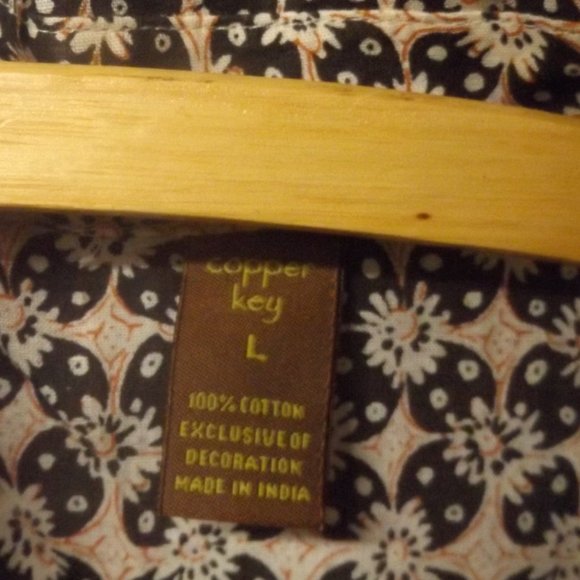 copper
key
L
100% COTTON
EXCLUSIVE OF
DECORATION
MADE IN INDIA